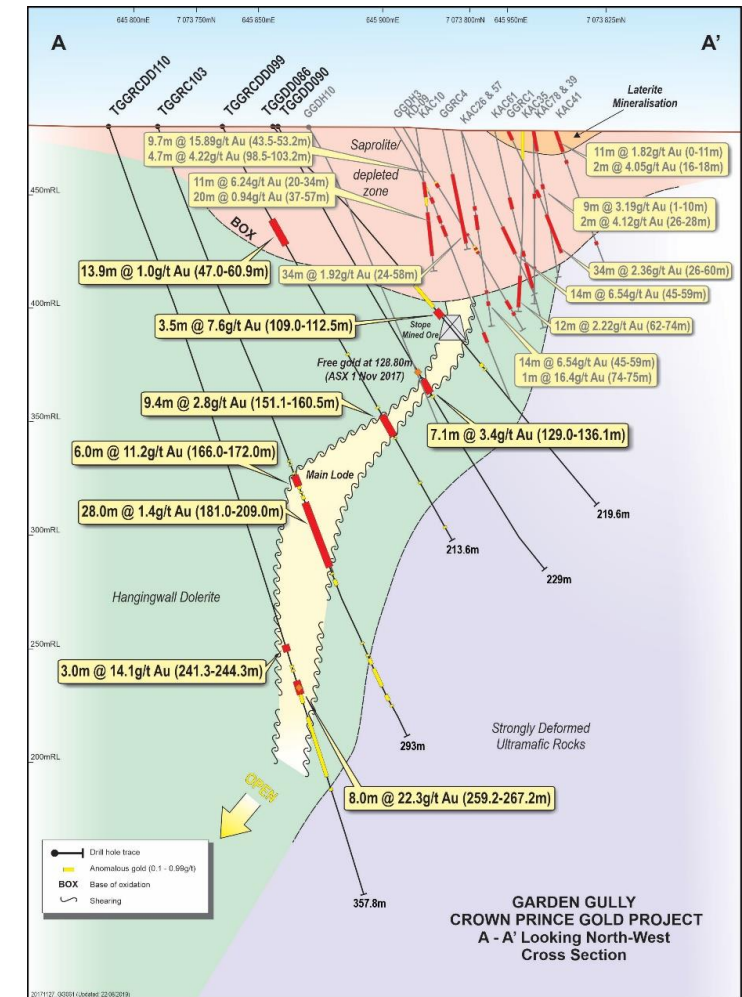 645 800mE
7 073 750mN
645 850mE
645 900mE
7 073 800mN
645 950mE
7 073 825mN
A
A'
TGGRCDD110
TGGRC103
TGGRCDD099
TGDD086
TGGDD090
GGDH10
GGDH3
KAC10
GGRC4
KAC26 & 57
KAC61
GGRC1
KAC35
KAC78 & 39
KAC41
Laterite
Mineralisation
9.7m @ 15.89g/t Au (43.5-53.2m)
4.7m @ 4.22g/t Au (98.5-103.2m)
Saprolite/
depleted
zone
11m @ 1.82g/t Au (0-11m)
2m @ 4.05g/t Au (16-18m)
11m @ 6.24g/t Au (20-34m)
20m @ 0.94g/t Au (37-57m)
450mRL
BOX
9m @ 3.19g/t Au (1-10m)
2m @ 4.12g/t Au (26-28m)
13.9m @ 1.0g/t Au (47.0-60.9m)
34m @ 1.92g/t Au (24-58m)
34m @ 2.36g/t Au (26-60m)
14m @ 6.54g/t Au (45-59m)
400mRL
3.5m @ 7.6g/t Au (109.0-112.5m)
Stope
Mined Ore
12m @ 2.22g/t Au (62-74m)
Free gold at 128.80m
(ASX 1 Nov 2017)
14m @ 6.54g/t Au (45-59m)
1m @ 16.4g/t Au (74-75m)
9.4m @ 2.8g/t Au (151.1-160.5m)
350mRL
7.1m @ 3.4g/t Au (129.0-136.1m)
6.0m @ 11.2g/t Au (166.0-172.0m)
Main Lode
28.0m @ 1.4g/t Au (181.0-209.0m)
219.6m
300mRL
213.6m
229m
Hangingwall Dolerite
250mRL
3.0m @ 14.1g/t Au (241.3-244.3m)
293m
Strongly Deformed
Ultramafic Rocks
200mRL
OPEN
8.0m @ 22.3g/t Au (259.2-267.2m)
Drill hole trace
Anomalous gold (0.1 - 0.99g/t)
BOX Base of oxidation
Shearing
357.8m
GARDEN GULLY
CROWN PRINCE GOLD PROJECT
A - A' Looking North-West
Cross Section